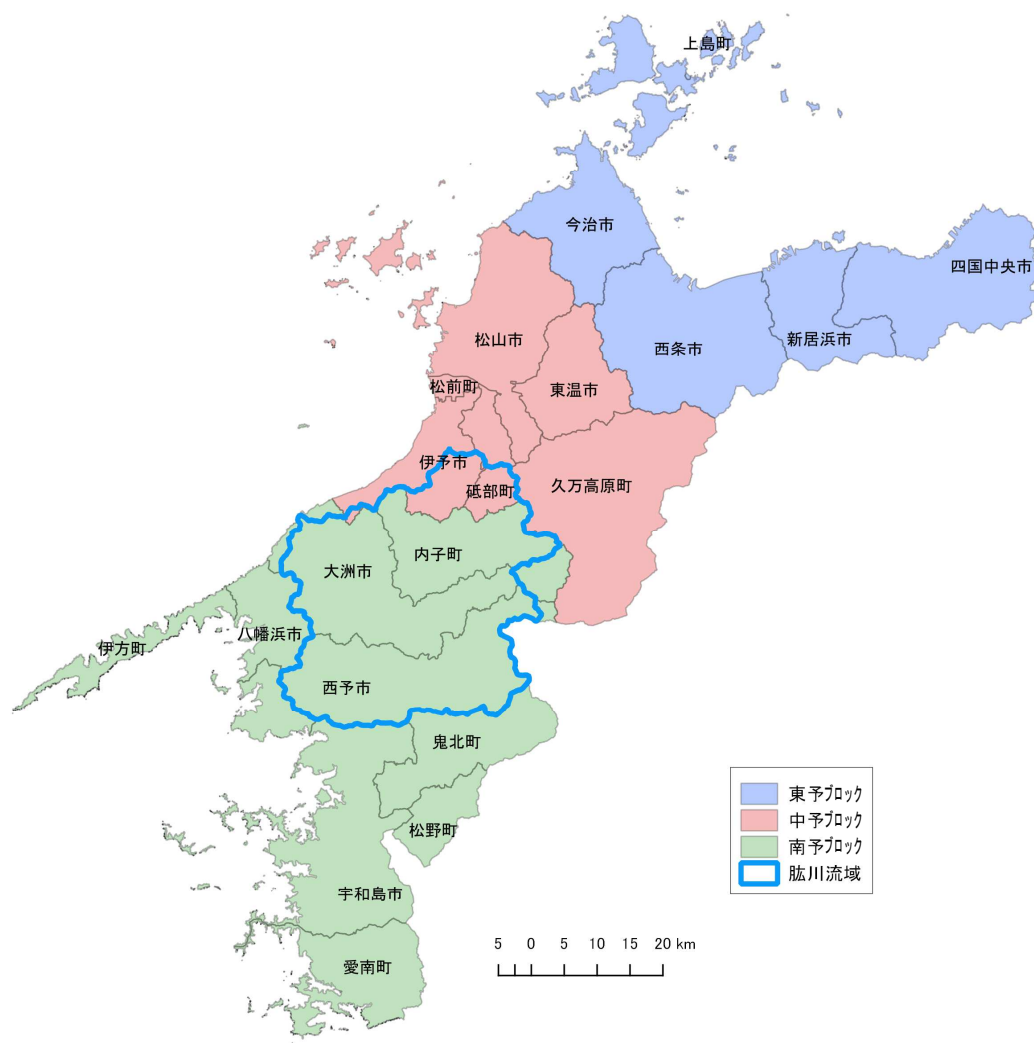 上島町
今治市
四国中央市
松山市
新居浜市
西条市
東温市
松前町
伊予市
久万高原町
砥部町
内子町
大洲市
八幡浜市
伊方町
西予市
鬼北町
松野町
宇和島市
愛南町
東予ブロック
中予ブロック
南予ブロック
肱川流域
5 0 5 10 15 20 km